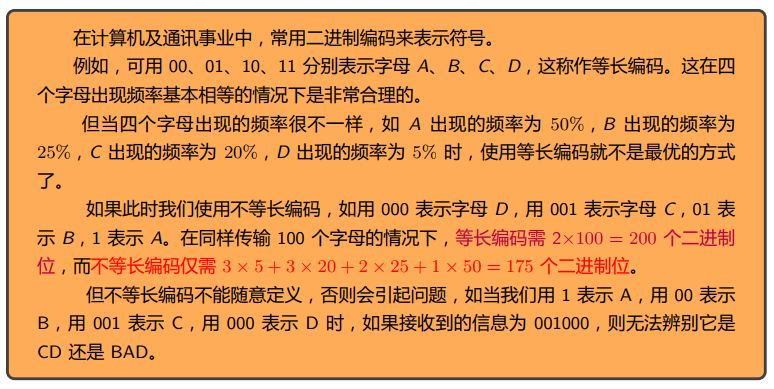 在计算机及通讯事业中，常用二进制编码来表示符号。
例如，可用 00、01、10、11 分别表示字母 A、B、C、D，这称作等长编码。这在四
个字母出现频率基本相等的情况下是非常合理的。
但当四个字母出现的频率很不一样，如 A 出现的频率为 50%，B 出现的频率为
25%，C 出现的频率为 20%，D 出现的频率为 5% 时，使用等长编码就不是最优的方式
了。
如果此时我们使用不等长编码，如用 000 表示字母 D，用 001 表示字母 C，01 表
示 B，1 表示 A。在同样传输 100 个字母的情况下，等长编码需 2×100 = 200 个二进制
位，而不等长编码仅需 3 × 5 + 3 × 20 + 2 × 25 + 1 × 50 = 175 个二进制位。
但不等长编码不能随意定义，否则会引起问题，如当我们用 1 表示 A，用 00 表示
B，用 001 表示 C，用 000 表示 D 时，如果接收到的信息为 001000，则无法辨别它是
CD 还是 BAD。